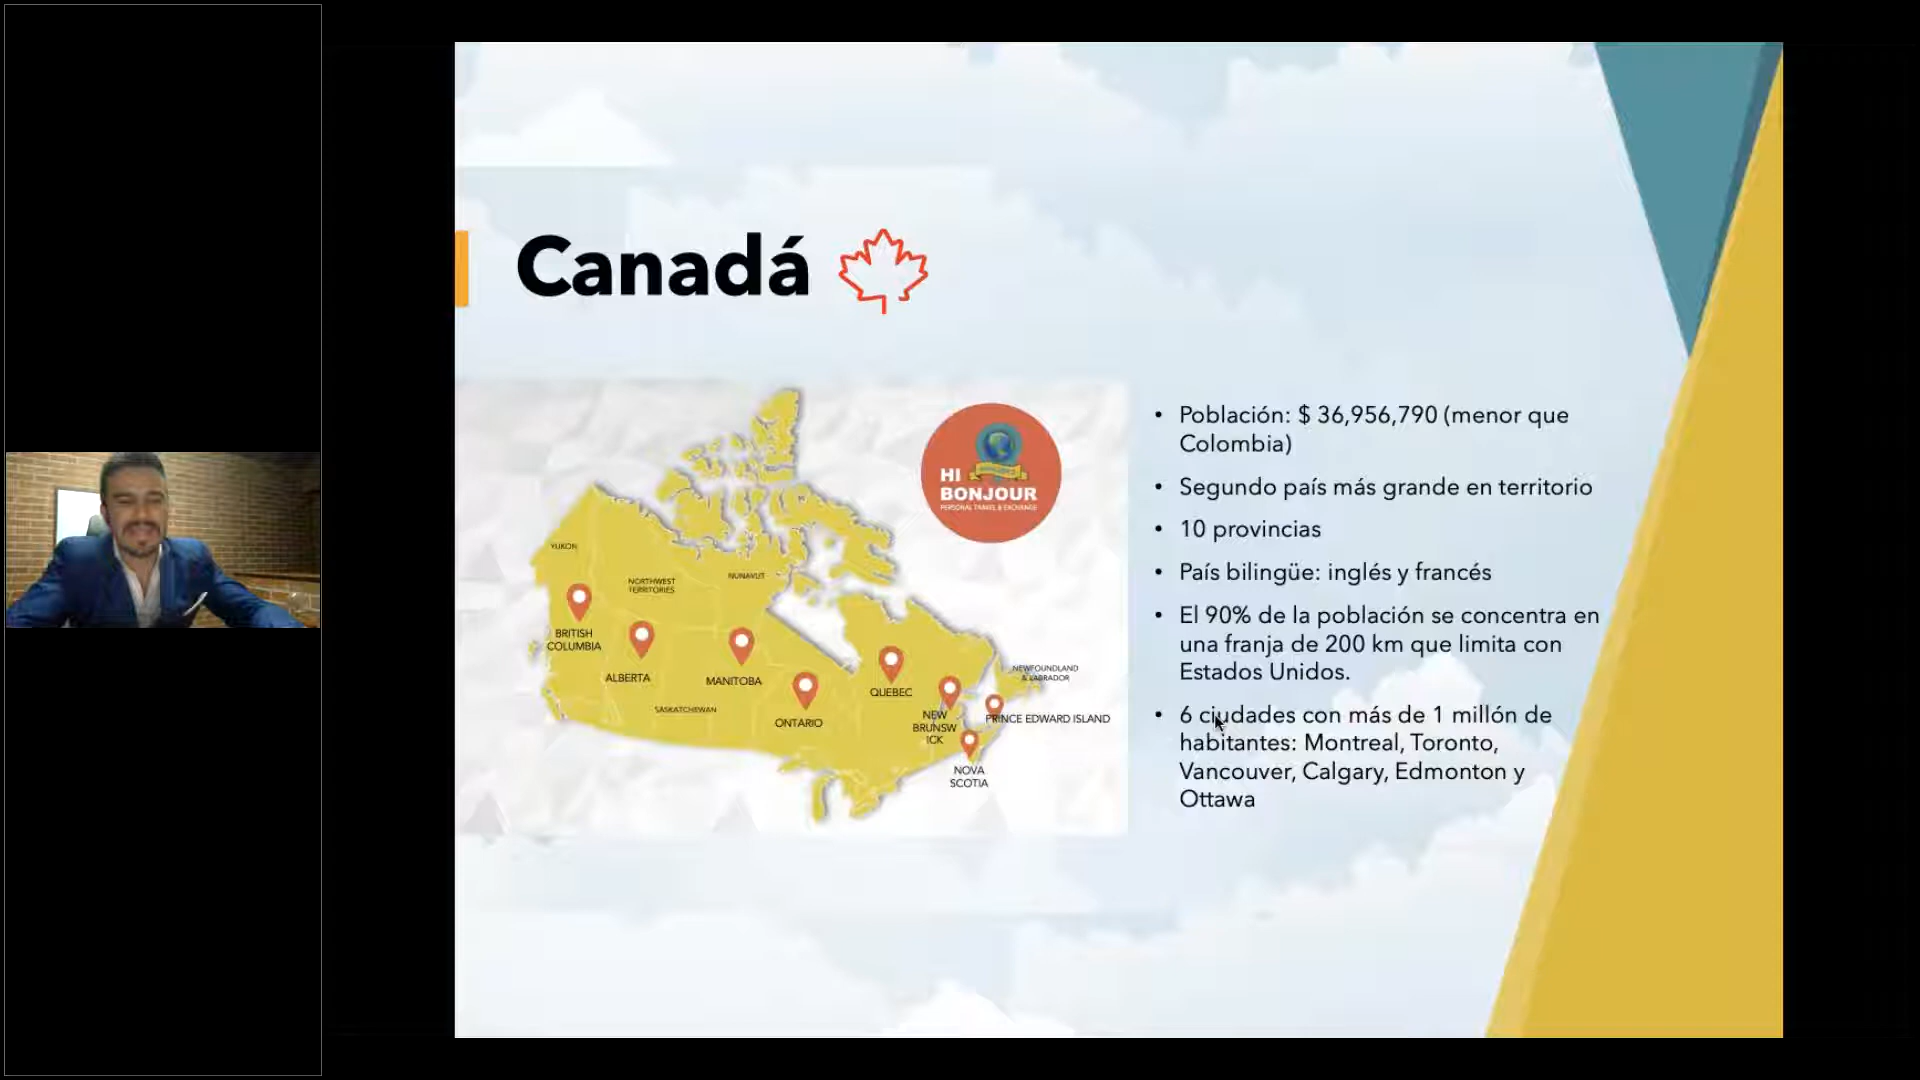 Canadá
HI
BONJOUR
PERSONAL TRAVEL & EXCHANGE
YUKON
NORTHWEST
TERRITORIES
NUNAVUT
BRITISH
COLUMBIA
ALBERTA
MANITOBA
SASKATCHEWAN
ONTARIO
QUEBEC
NEWFOUNDLAND
& LABRADOR
NEW
BRUNSW
ICK
PRINCE EDWARD ISLAND
NOVA
SCOTIA
• Población: $ 36,956,790 (menor que
Colombia)
• Segundo país más grande en territorio
• 10 provincias
• País bilingüe: inglés y francés
• El 90% de la población se concentra en
una franja de 200 km que limita con
Estados Unidos.
• 6 ciudades con más de 1 millón de
habitantes: Montreal, Toronto,
Vancouver, Calgary, Edmonton y
Ottawa